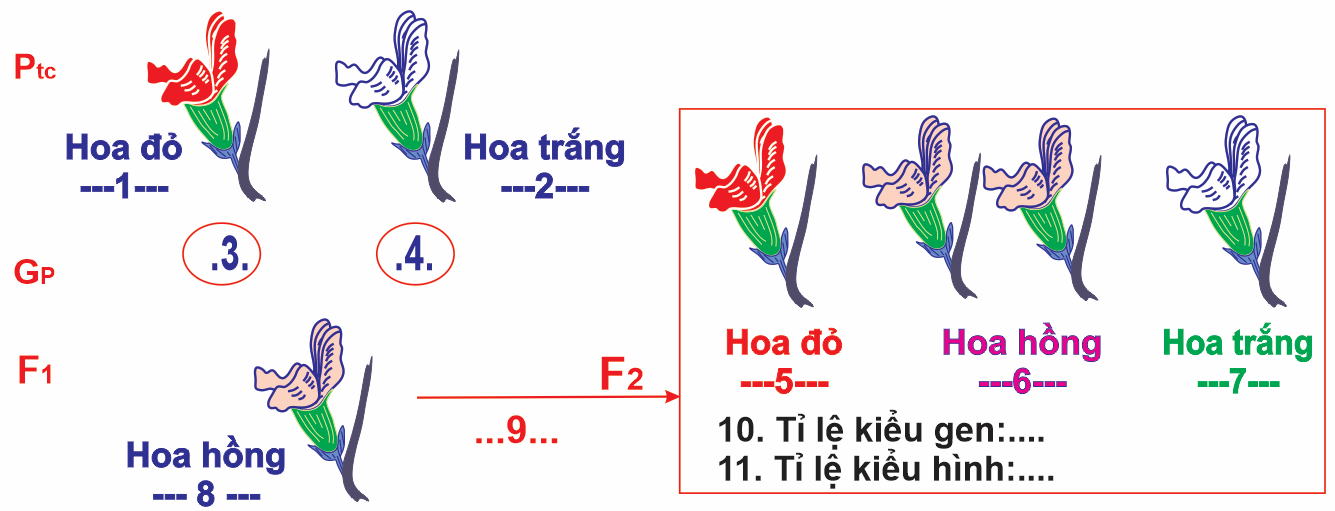 Ptc
Hoa đỏ
---1---
Hoa trắng
---2---
.3.
.4.
GP
F1
Hoa hồng
--- 8 ---
F2
...9...
Hoa đỏ
---5---
Hoa hồng
---6---
Hoa trắng
---7---
10. Tỉ lệ kiểu gen:....
11. Tỉ lệ kiểu hình:....